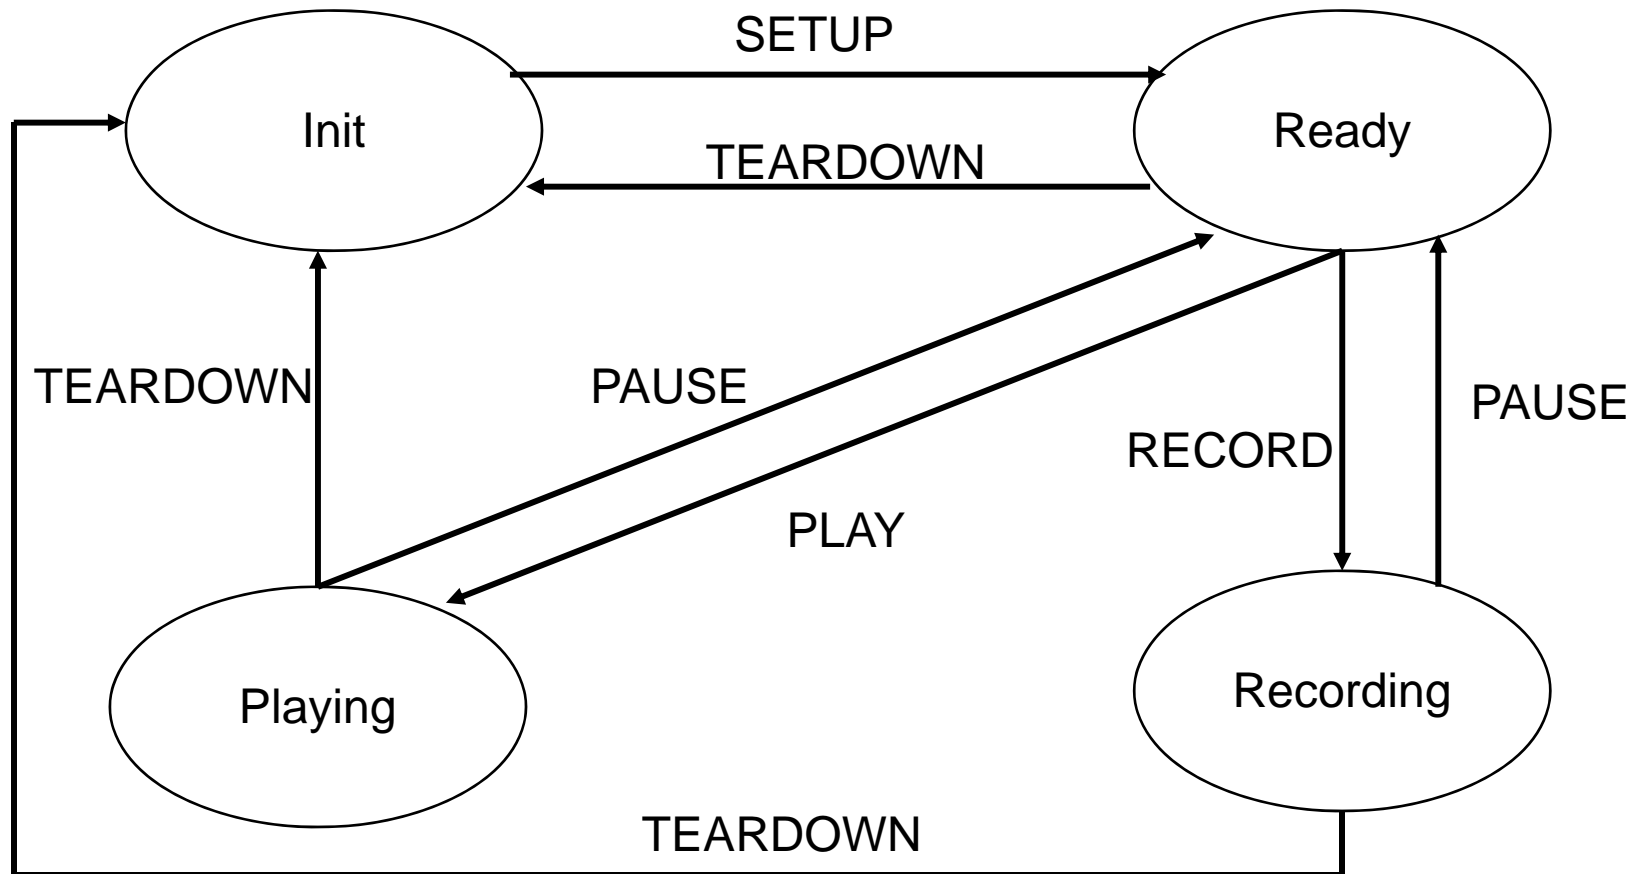 SETUP
Init
Ready
TEARDOWN
TEARDOWN
PAUSE
PAUSE
RECORD
PLAY
Playing
Recording
TEARDOWN